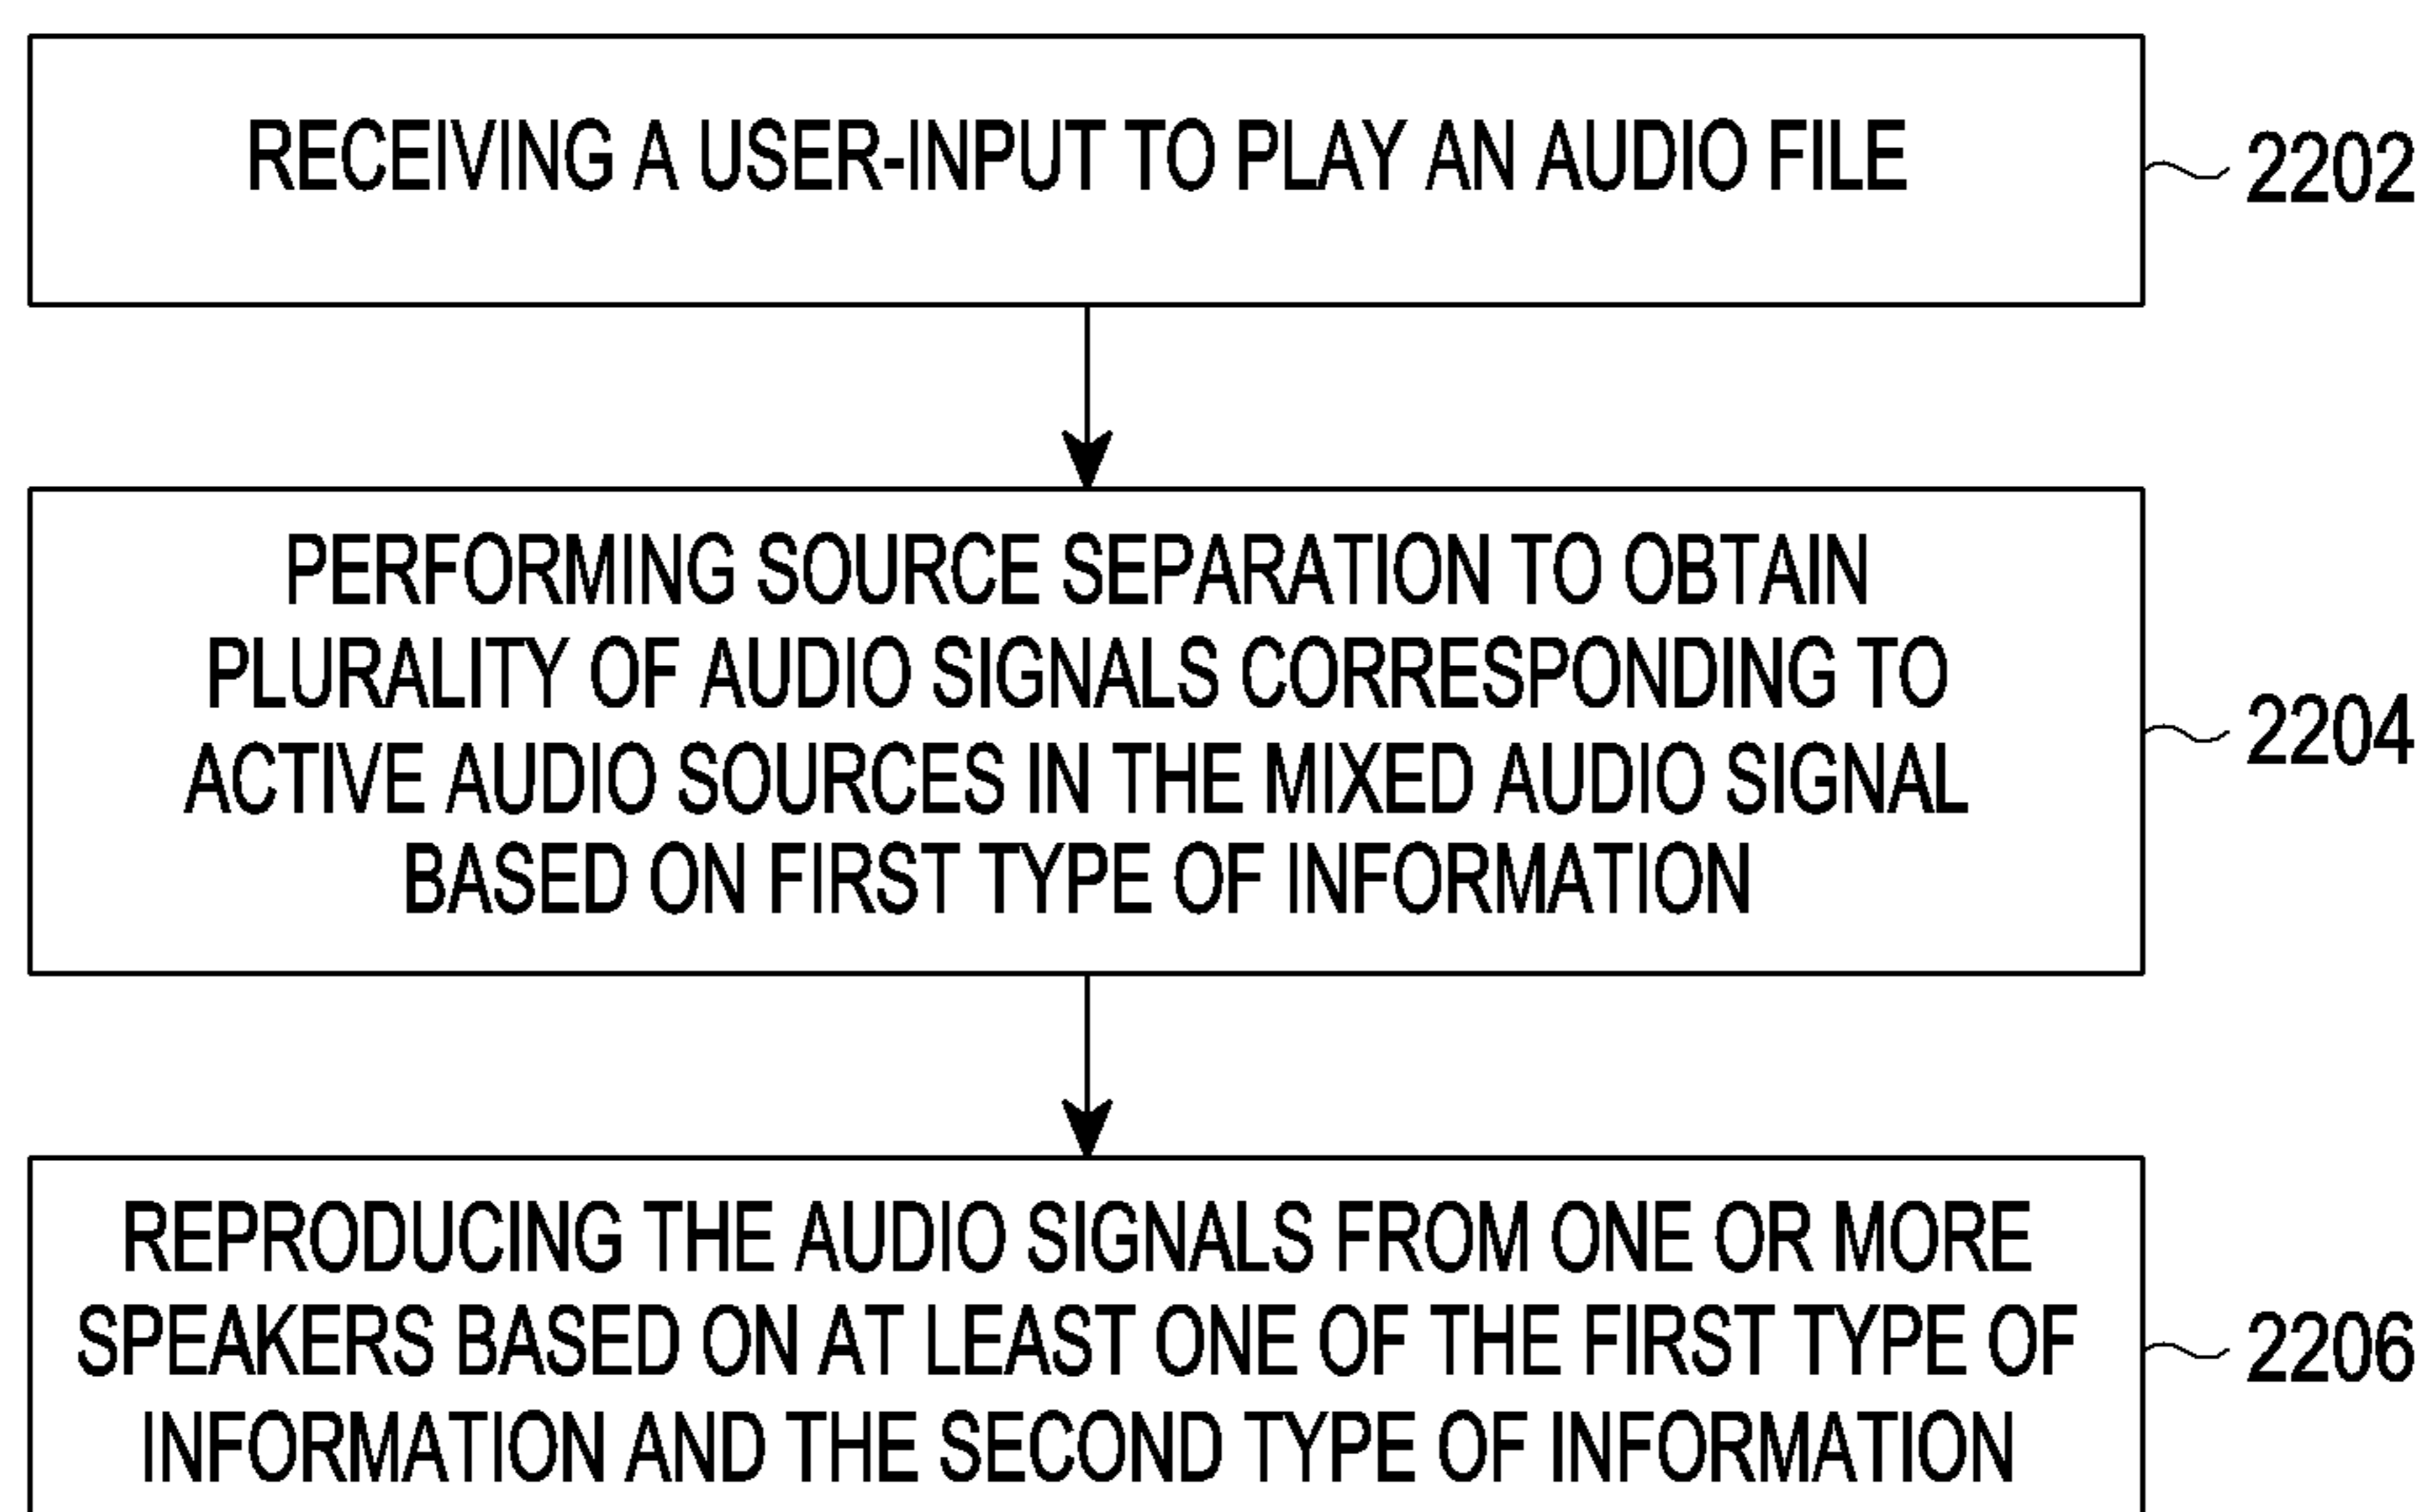 RECEIVING A USER-INPUT TO PLAY AN AUDIO FILE
2202
PERFORMING SOURCE SEPARATION TO OBTAIN
PLURALITY OF AUDIO SIGNALS CORRESPONDING TO
ACTIVE AUDIO SOURCES IN THE MIXED AUDIO SIGNAL
BASED ON FIRST TYPE OF INFORMATION
2204
REPRODUCING THE AUDIO SIGNALS FROM ONE OR MORE
SPEAKERS BASED ON AT LEAST ONE OF THE FIRST TYPE OF
INFORMATION AND THE SECOND TYPE OF INFORMATION
2206